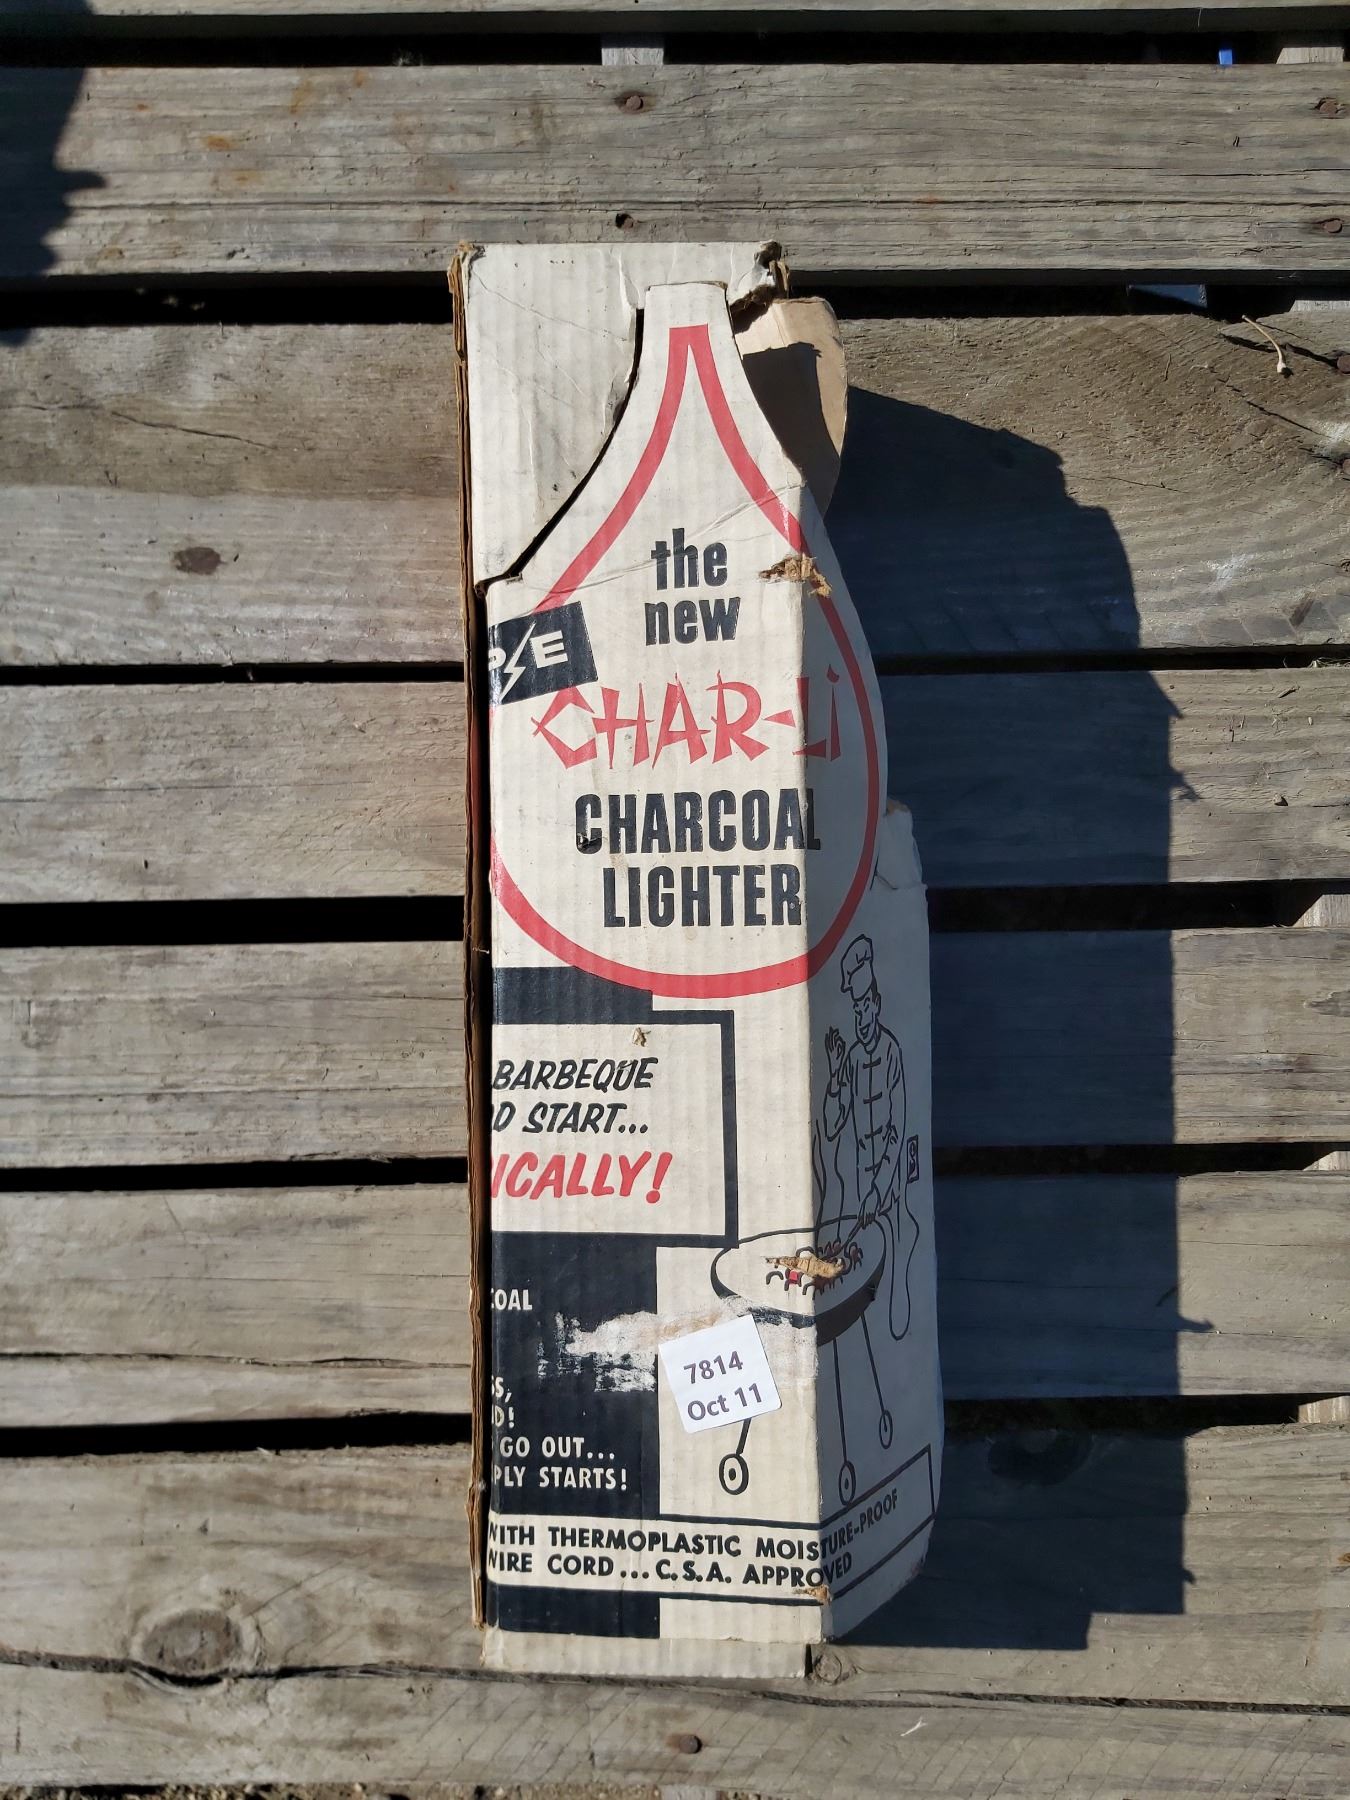 the
new
E
CHAR-Li
CHARCOAL
LIGHTER
BARBEQUE
D START...
ICALLY!
COAL
S,
D!
GO OUT...
PLY STARTS!
7814
Oct 11
WITH THERMOPLASTIC MOISTURE-PROOF
WIRE CORD... C.S.A. APPROVED